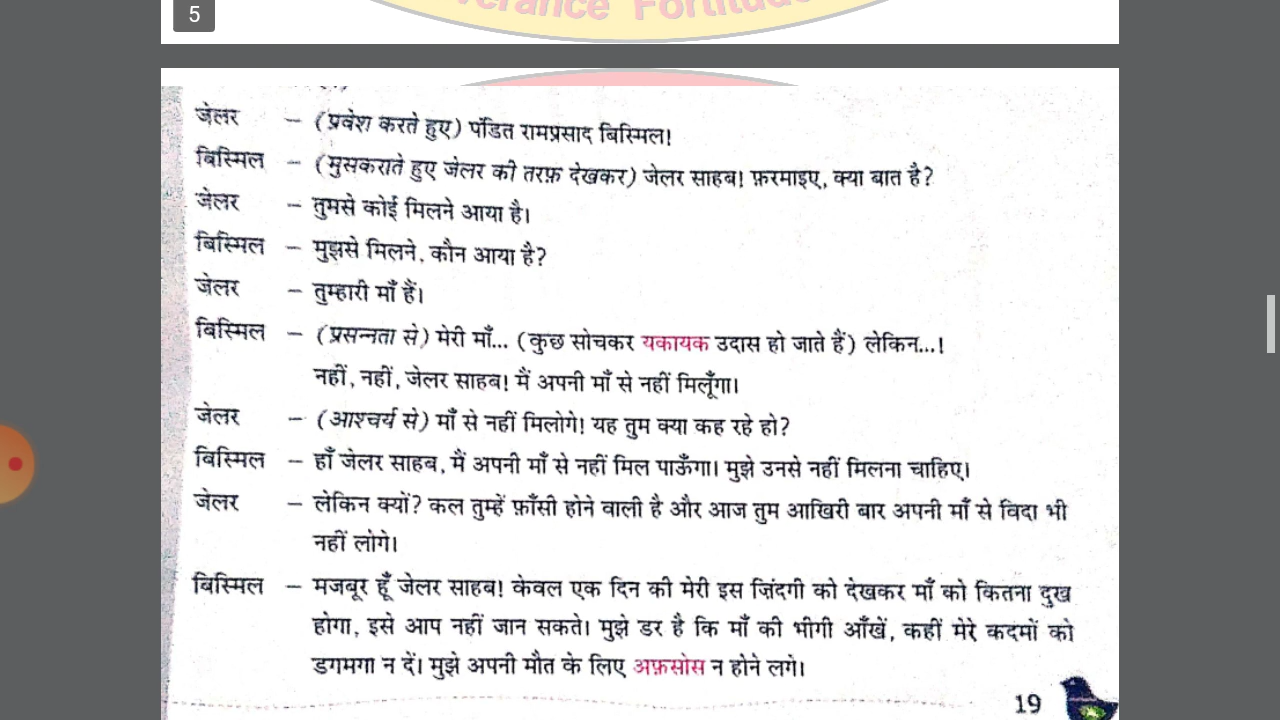 5
verance Fortitude
जेलर – (प्रवेश करते हुए) पंडित रामप्रसाद बिस्मिल!
बिस्मिल – (मुसकराते हुए जेलर की तरफ़ देखकर) जेलर साहब! फ़रमाइए, क्या बात है?
जेलर – तुमसे कोई मिलने आया है।
बिस्मिल – मुझसे मिलने, कौन आया है?
जेलर – तुम्हारी माँ हैं।
बिस्मिल – (प्रसन्नता से) मेरी माँ... (कुछ सोचकर यकायक उदास हो जाते हैं) लेकिन...!
नहीं, नहीं, जेलर साहब! मैं अपनी माँ से नहीं मिलूँगा।
जेलर – (आश्चर्य से) माँ से नहीं मिलोगे! यह तुम क्या कह रहे हो?
बिस्मिल – हाँ जेलर साहब, मैं अपनी माँ से नहीं मिल पाऊँगा। मुझे उनसे नहीं मिलना चाहिए।
जेलर – लेकिन क्यों? कल तुम्हें फ़ाँसी होने वाली है और आज तुम आखिरी बार अपनी माँ से विदा भी
नहीं लोगे।
बिस्मिल – मजबूर हूँ जेलर साहब! केवल एक दिन की मेरी इस ज़िंदगी को देखकर माँ को कितना दुख
होगा, इसे आप नहीं जान सकते। मुझे डर है कि माँ की भीगी आँखें, कहीं मेरे कदमों को
डगमगा न दें। मुझे अपनी मौत के लिए अफ़सोस न होने लगे।
19